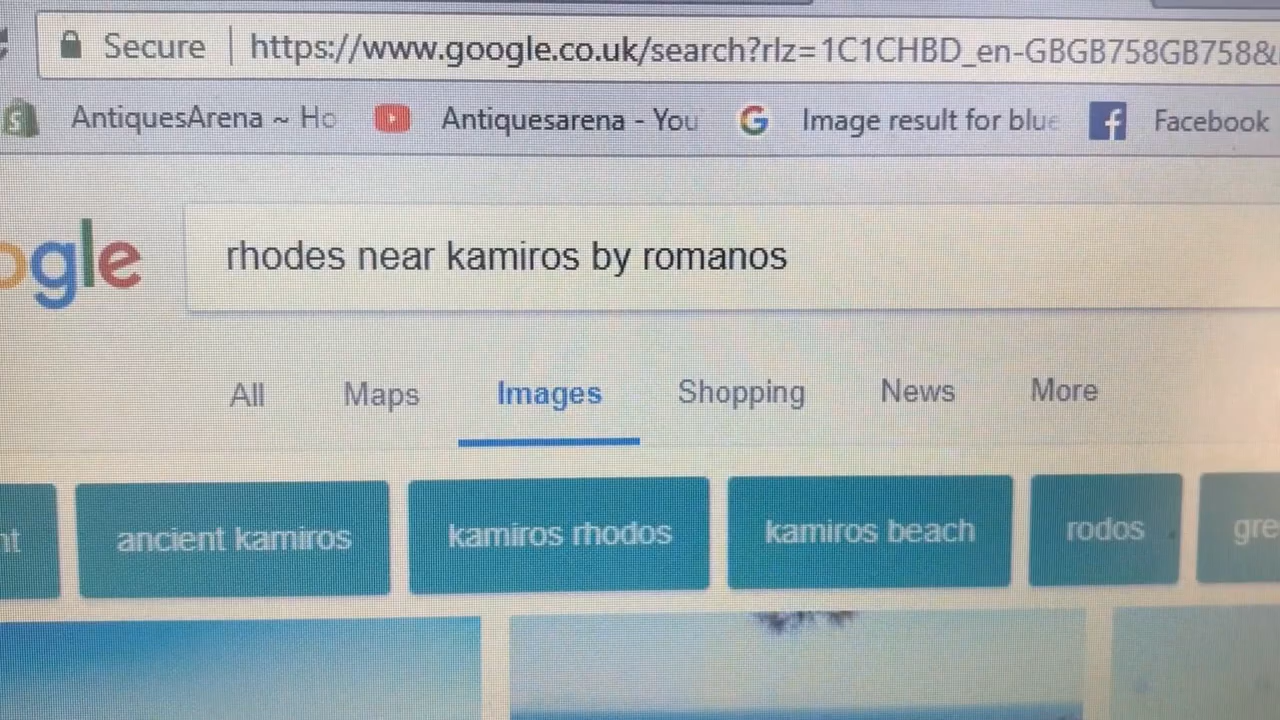 Secure https://www.google.co.uk/search?rlz=1C1CHBD_en-GBGB758GB758&
AntiquesArena ~ Ho Antiquesarena - You Image result for blue Facebook
ogle rhodes near kamiros by romanos
All Maps Images Shopping News More
nt ancient kamiros kamiros rhodos kamiros beach rodos gre